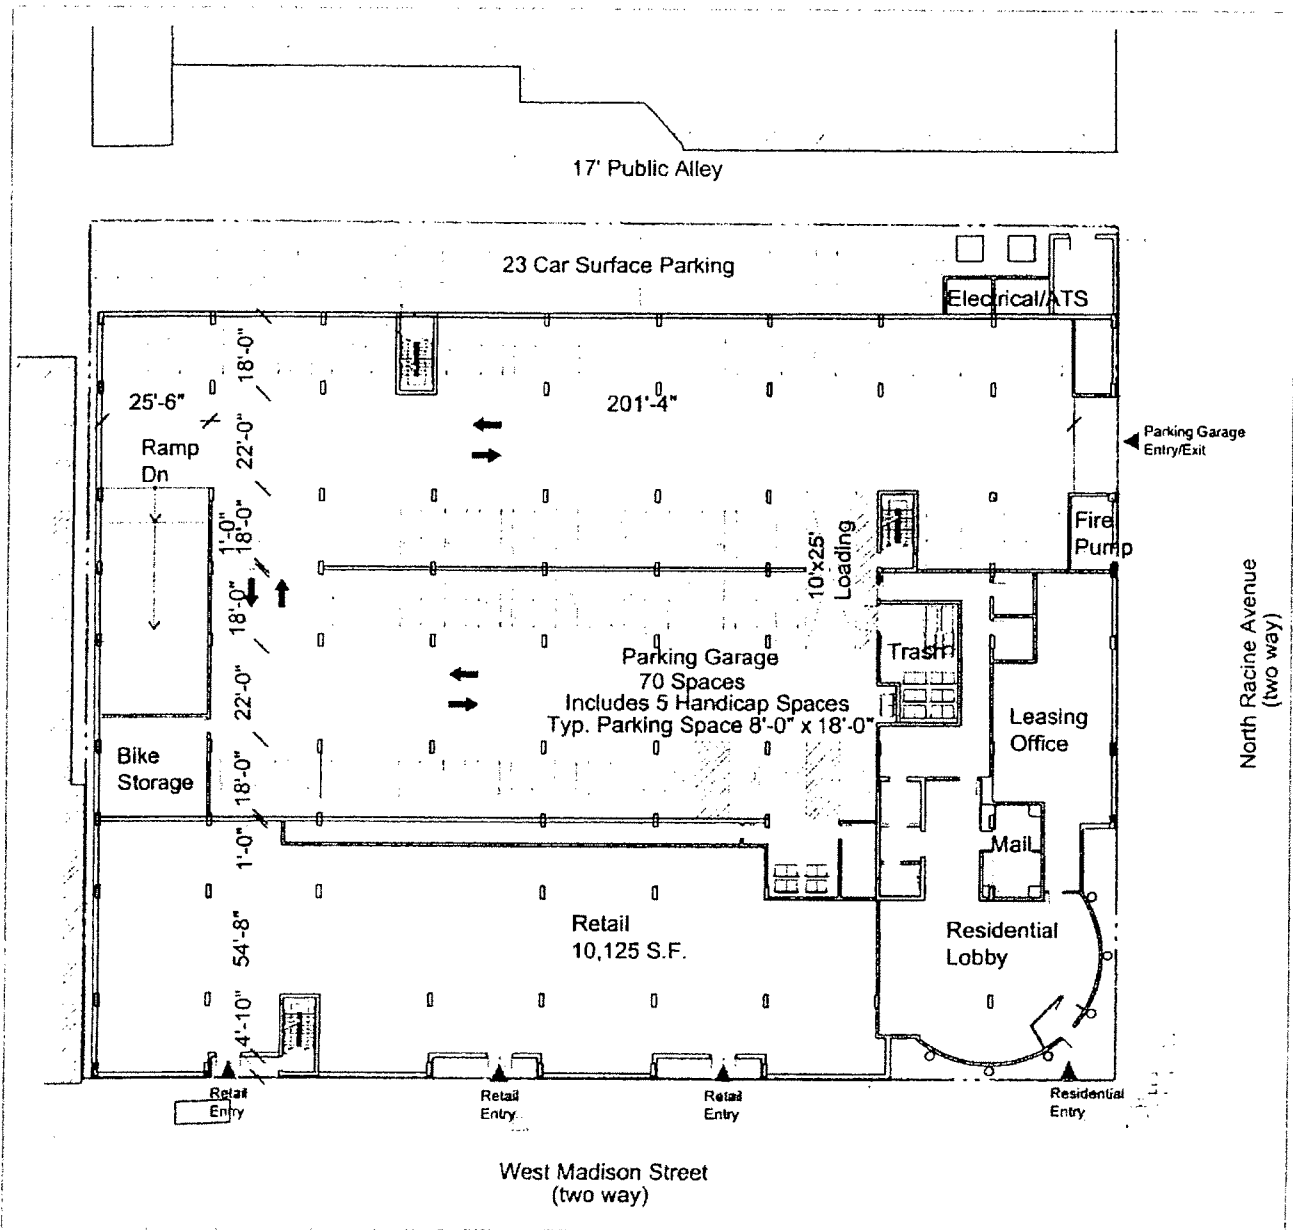 17' Public Alley
23 Car Surface Parking
Electrical/ATS
18'-0"
25'-6"
201'-4"
Parking Garage
Entry/Exit
Ramp
Dn
22'-0"
1'-0"
18'-0"
10'x25'
Loading
Fire
Pump
18'-0"
Trash
Parking Garage
70 Spaces
Includes 5 Handicap Spaces
Typ. Parking Space 8'-0" x 18'-0"
22'-0"
Leasing
Office
North Racine Avenue
(two way)
Bike
Storage
18'-0"
1'-0"
Mail
54'-8"
Retail
10,125 S.F.
Residential
Lobby
4'-10"
Retail
Entry
Retail
Entry
Retail
Entry
Residential
Entry
West Madison Street
(two way)